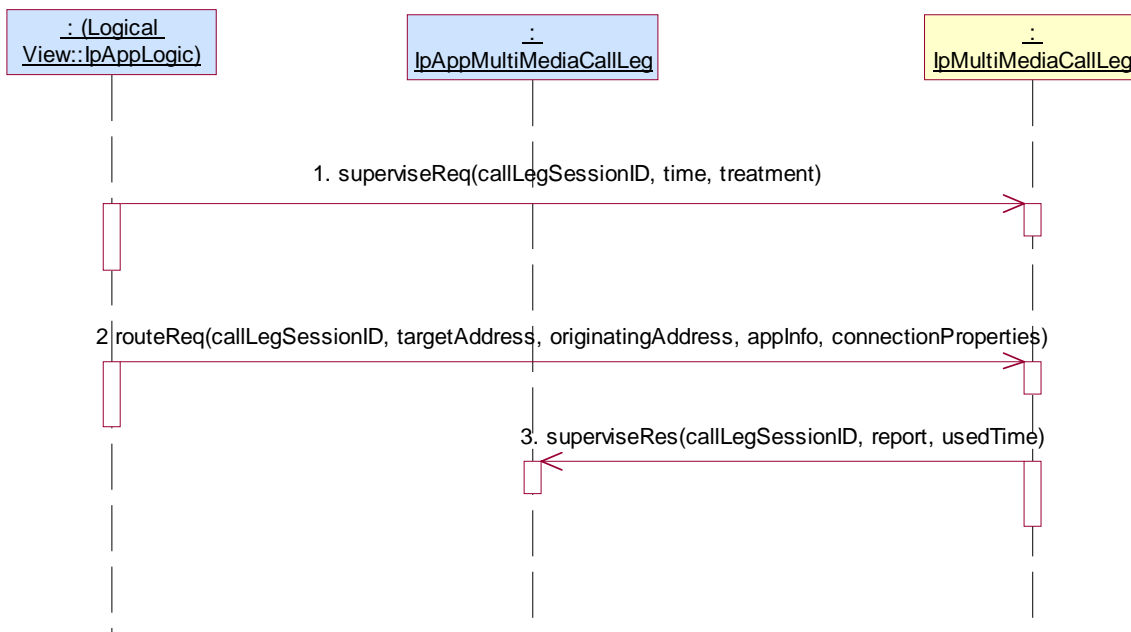 : (Logical
View::IpAppLogic)
:
IpAppMultiMediaCallLeg
:
IpMultiMediaCallLeg
1. superviseReq(callLegSessionID, time, treatment)
2 routeReq(callLegSessionID, targetAddress, originatingAddress, appInfo, connectionProperties)
3. superviseRes(callLegSessionID, report, usedTime)